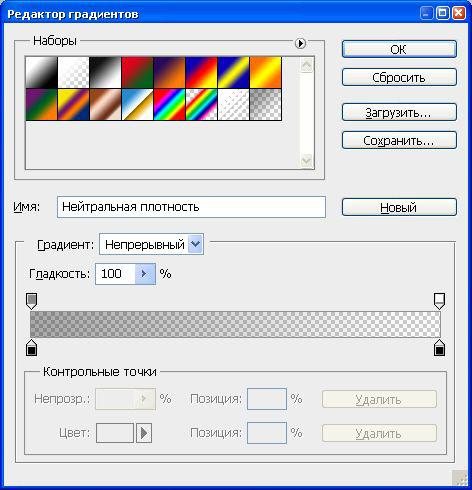 Редактор градиентов
Наборы
ОК
Сбросить
Загрузить...
Сохранить...
Имя: Нейтральная плотность
Новый
Градиент: Непрерывный
Гладкость: 100 %
Контрольные точки
Непрозр.: % Позиция: % Удалить
Цвет: Позиция: % Удалить